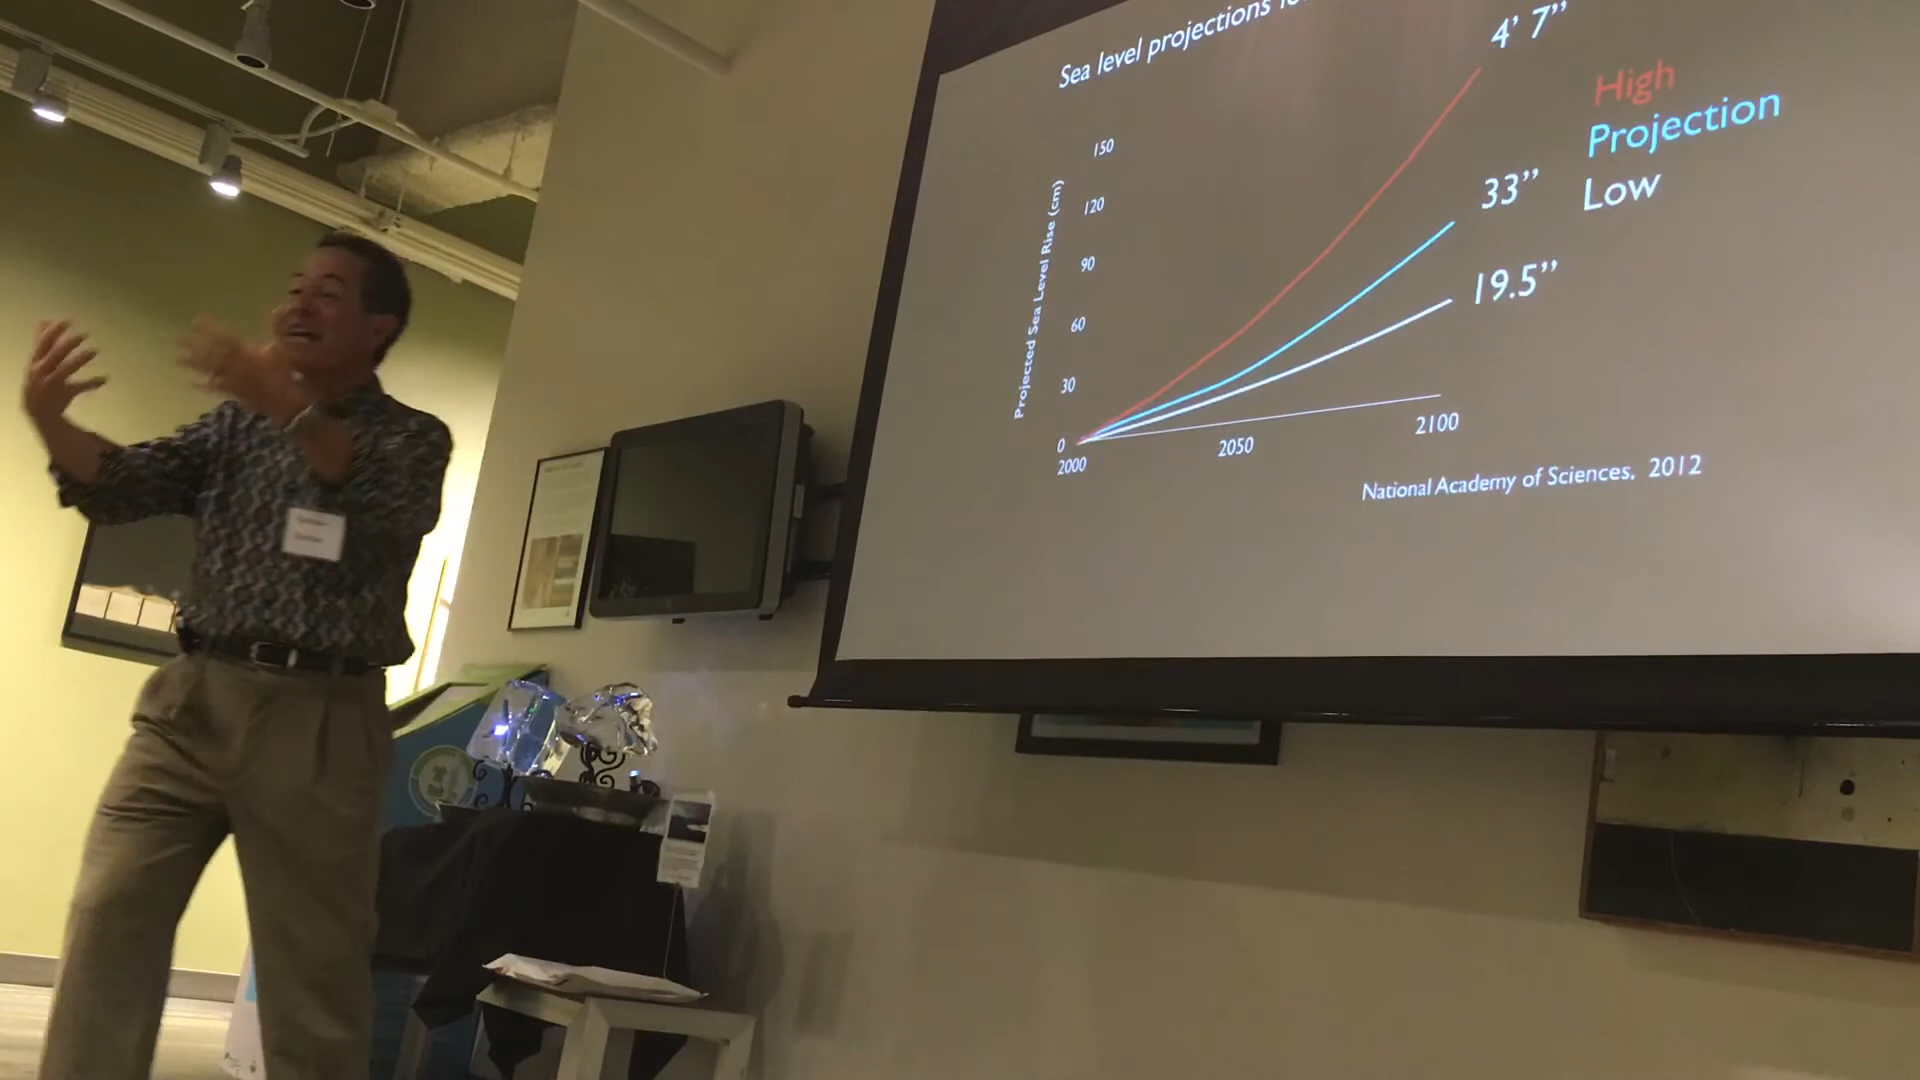 Sea level projections
4’ 7”
High
Projection
Low
33”
19.5”
Projected Sea Level Rise (cm)
150
120
90
60
30
0
2000
2050
2100
National Academy of Sciences, 2012